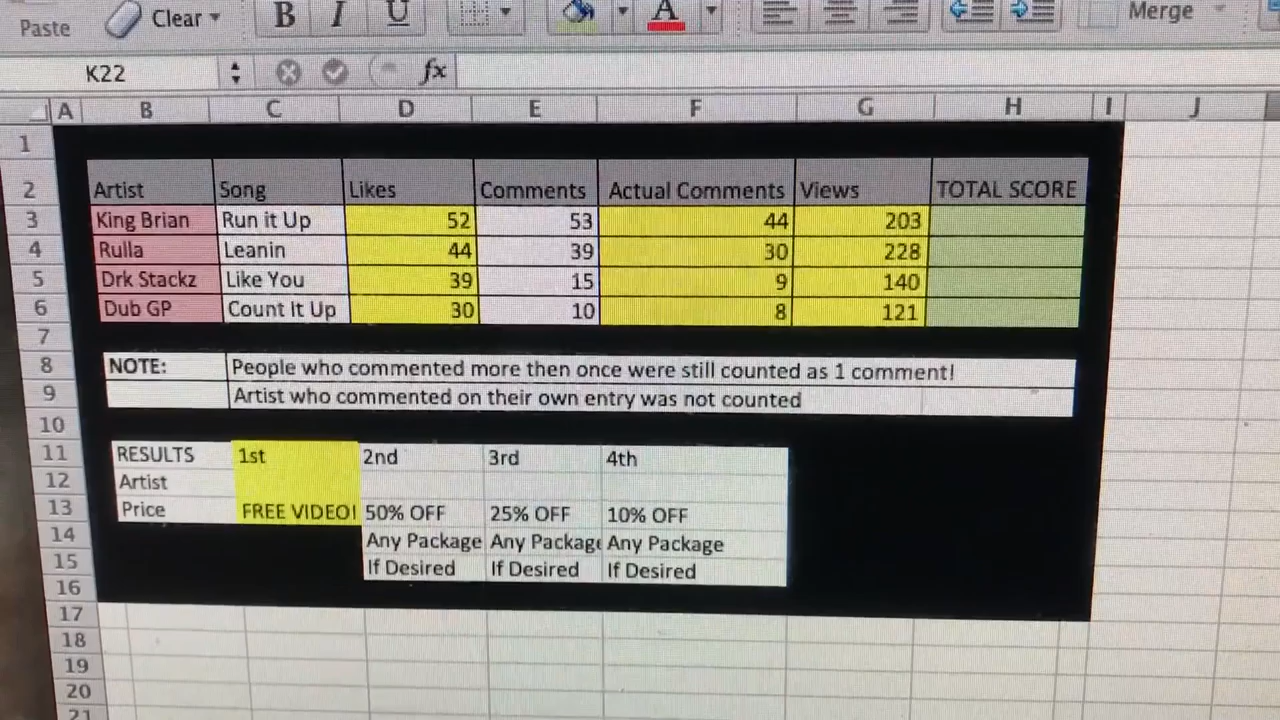 Paste Clear B I U A Merge
K22 fx
A B C D E F G H I J
1
2 Artist Song Likes Comments Actual Comments Views TOTAL SCORE
3 King Brian Run it Up 52 53 44 203
4 Rulla Leanin 44 39 30 228
5 Drk Stackz Like You 39 15 9 140
6 Dub GP Count It Up 30 10 8 121
7
8 NOTE: People who commented more then once were still counted as 1 comment!
9 Artist who commented on their own entry was not counted
10
11 RESULTS 1st 2nd 3rd 4th
12 Artist
13 Price FREE VIDEO! 50% OFF 25% OFF 10% OFF
14 Any Package Any Package Any Package
15 If Desired If Desired If Desired
16
17
18
19
20
21